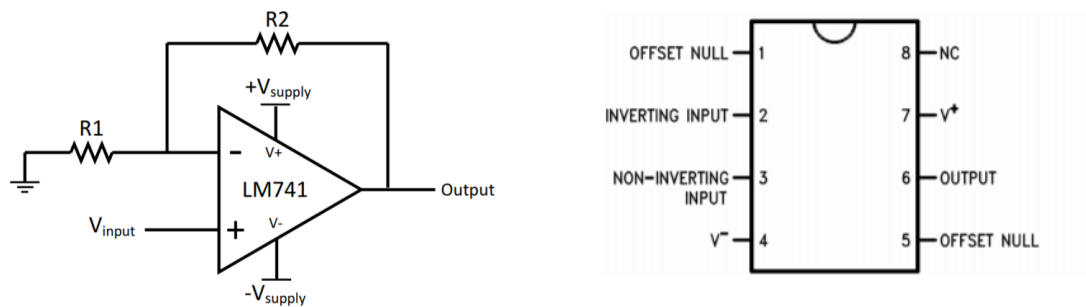 R2
+Vsupply
R1
-
V+
LM741
Output
Vinput
+
V-
-Vsupply
OFFSET NULL 1
8 NC
INVERTING INPUT 2
7 V+
NON-INVERTING
INPUT
3
6 OUTPUT
V- 4
5 OFFSET NULL